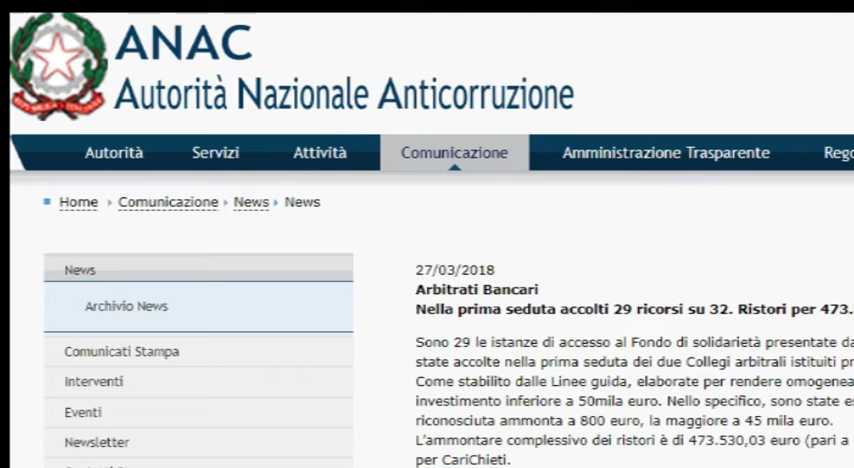 ANAC
Autorità Nazionale Anticorruzione
Autorità Servizi Attività Comunicazione Amministrazione Trasparente
Home Comunicazione News News
News
Archivio News
Comunicati Stampa
Interventi
Eventi
Newsletter
27/03/2018
Arbitrati Bancari
Nella prima seduta accolti 29 ricorsi su 32. Ristori per 473.
Sono 29 le istanze di accesso al Fondo di solidarietà presentate
state accolte nella prima seduta dei due Collegi arbitrali istituiti
Come stabilito dalle Linee guida, elaborate per rendere
investimento inferiore a 50mila euro. Nello specifico, sono state
riconosciuta ammonta a 800 euro, la maggiore a 45 mila euro.
L'ammontare complessivo dei ristori è di 473.530,03 euro (pari a
per CariChieti.